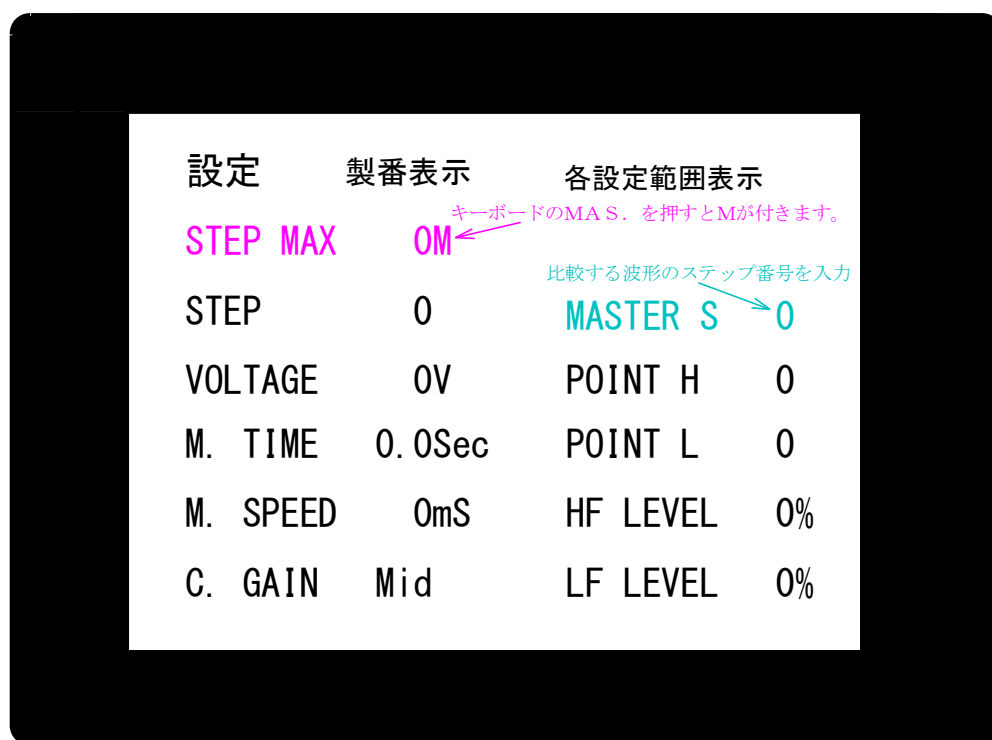 設定 製番表示 各設定範囲表示
キーボードのＭＡＳ．を押すとＭが付きます。
STEP MAX 0M
比較する波形のステップ番号を入力
STEP 0 MASTER S 0
VOLTAGE 0V POINT H 0
M. TIME 0.0Sec POINT L 0
M. SPEED 0mS HF LEVEL 0%
C. GAIN Mid LF LEVEL 0%